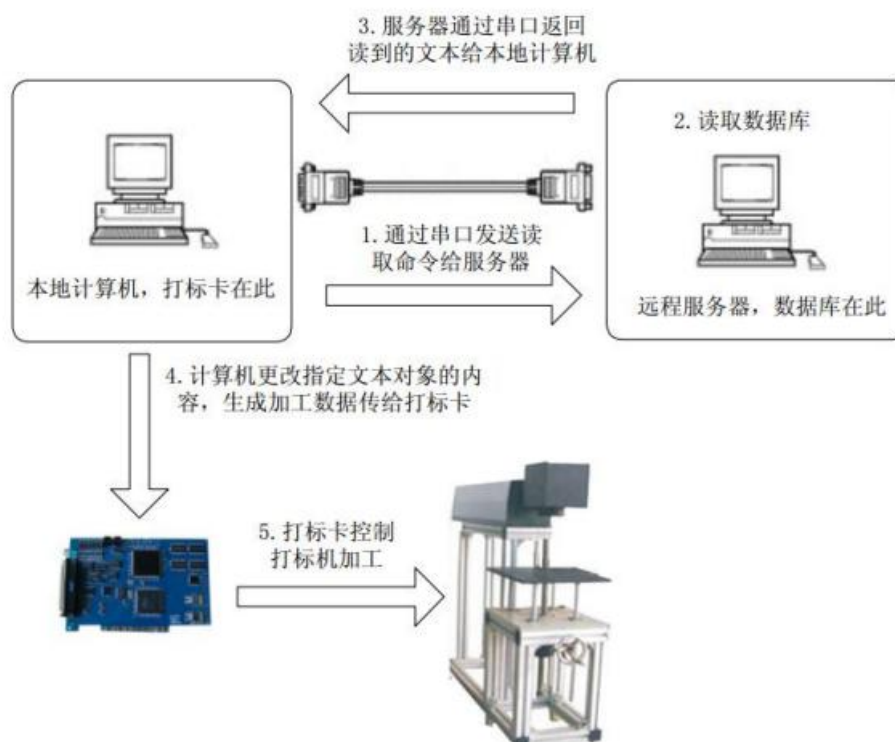 3.服务器通过串口返回
读到的文本给本地计算机
2.读取数据库
1.通过串口发送读
取命令给服务器
本地计算机，打标卡在此
远程服务器，数据库在此
4.计算机更改指定文本对象的内
容，生成加工数据传给打标卡
5.打标卡控制
打标机加工